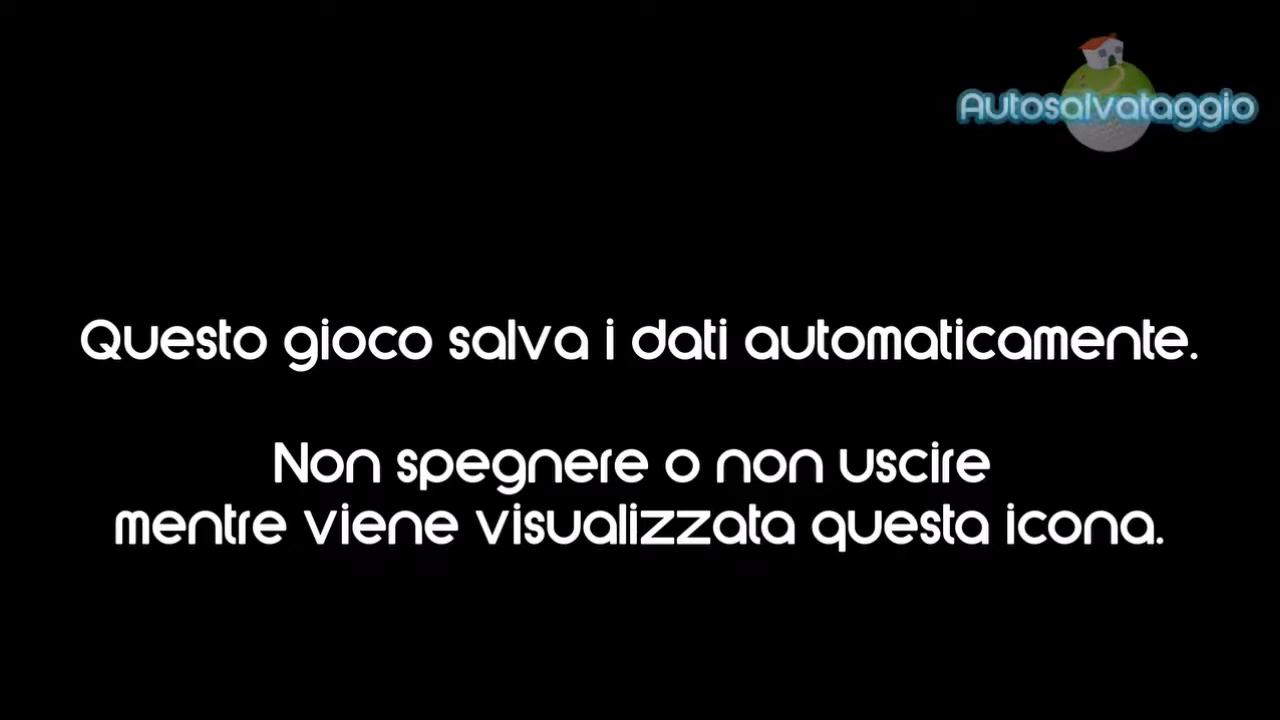 Autosalvataggio
Questo gioco salva i dati automaticamente.
Non spegnere o non uscire
mentre viene visualizzata questa icona.